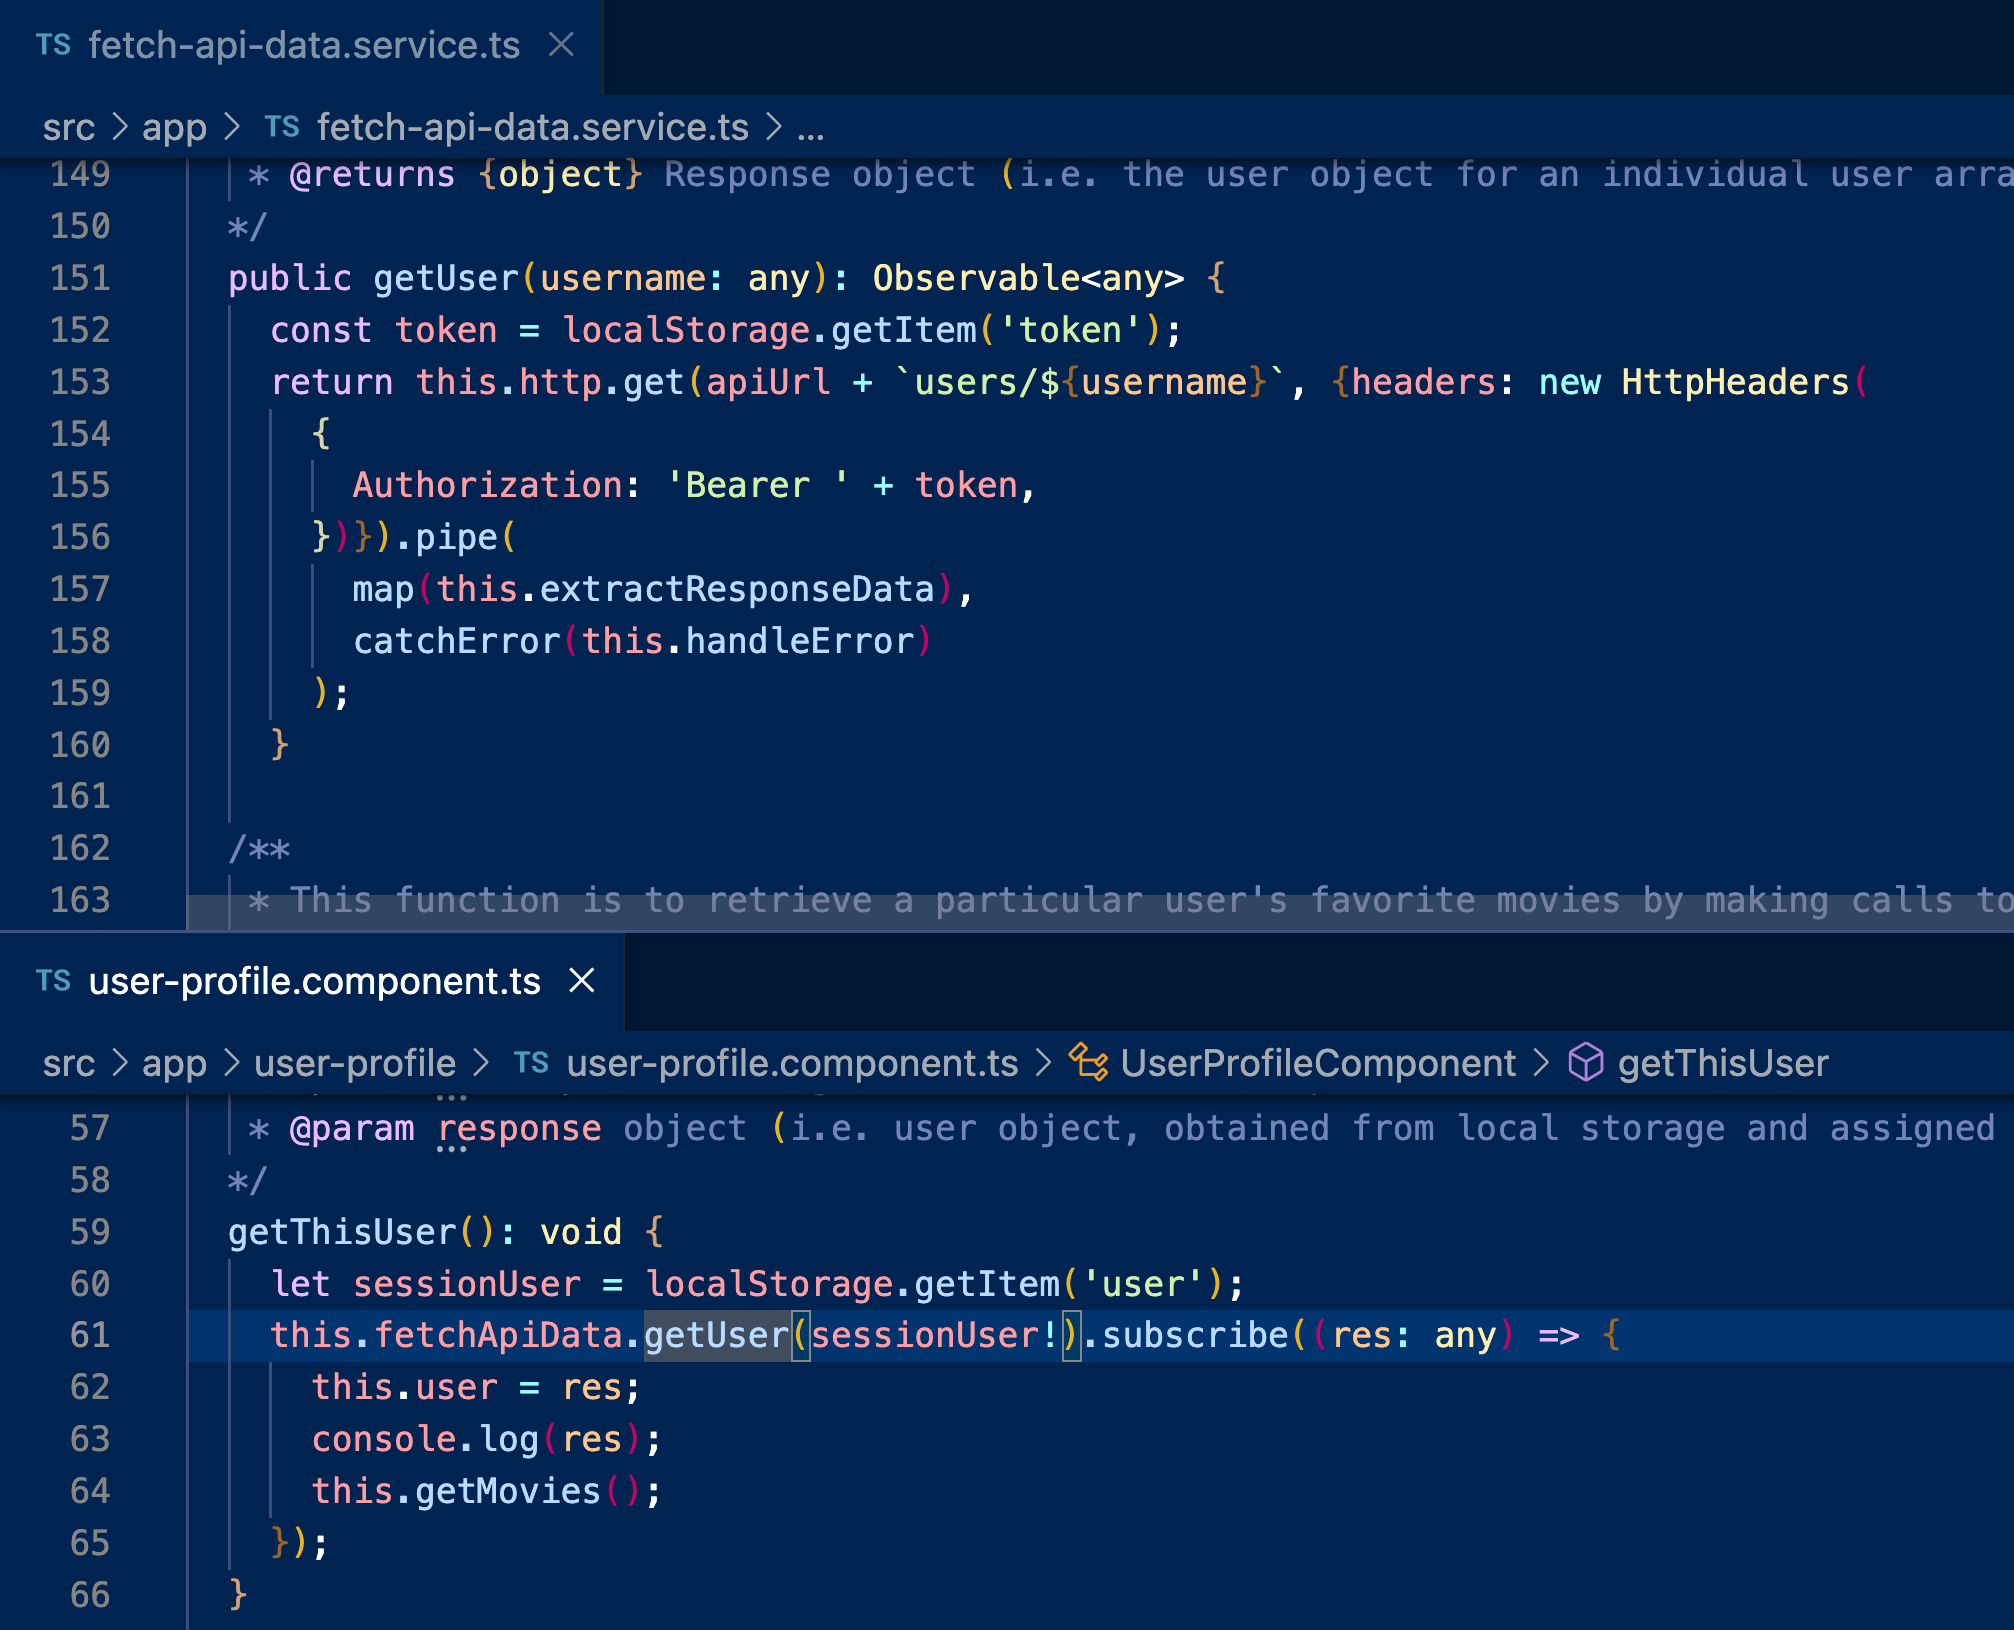 TS fetch-api-data.service.ts ×
src > app > TS fetch-api-data.service.ts > ...
149 * @returns {object} Response object (i.e. the user object for an individual user arra
150 */
151 public getUser(username: any): Observable<any> {
152 const token = localStorage.getItem('token');
153 return this.http.get(apiUrl + `users/${username}`, {headers: new HttpHeaders(
154 {
155 Authorization: 'Bearer ' + token,
156 })}).pipe(
157 map(this.extractResponseData),
158 catchError(this.handleError)
159 );
160 }
161
162 /**
163 * This function is to retrieve a particular user's favorite movies by making calls to
TS user-profile.component.ts ×
src > app > user-profile > TS user-profile.component.ts > UserProfileComponent > getThisUser
57 * @param response object (i.e. user object, obtained from local storage and assigned
58 */
59 getThisUser(): void {
60 let sessionUser = localStorage.getItem('user');
61 this.fetchApiData.getUser(sessionUser!).subscribe((res: any) => {
62 this.user = res;
63 console.log(res);
64 this.getMovies();
65 });
66 }